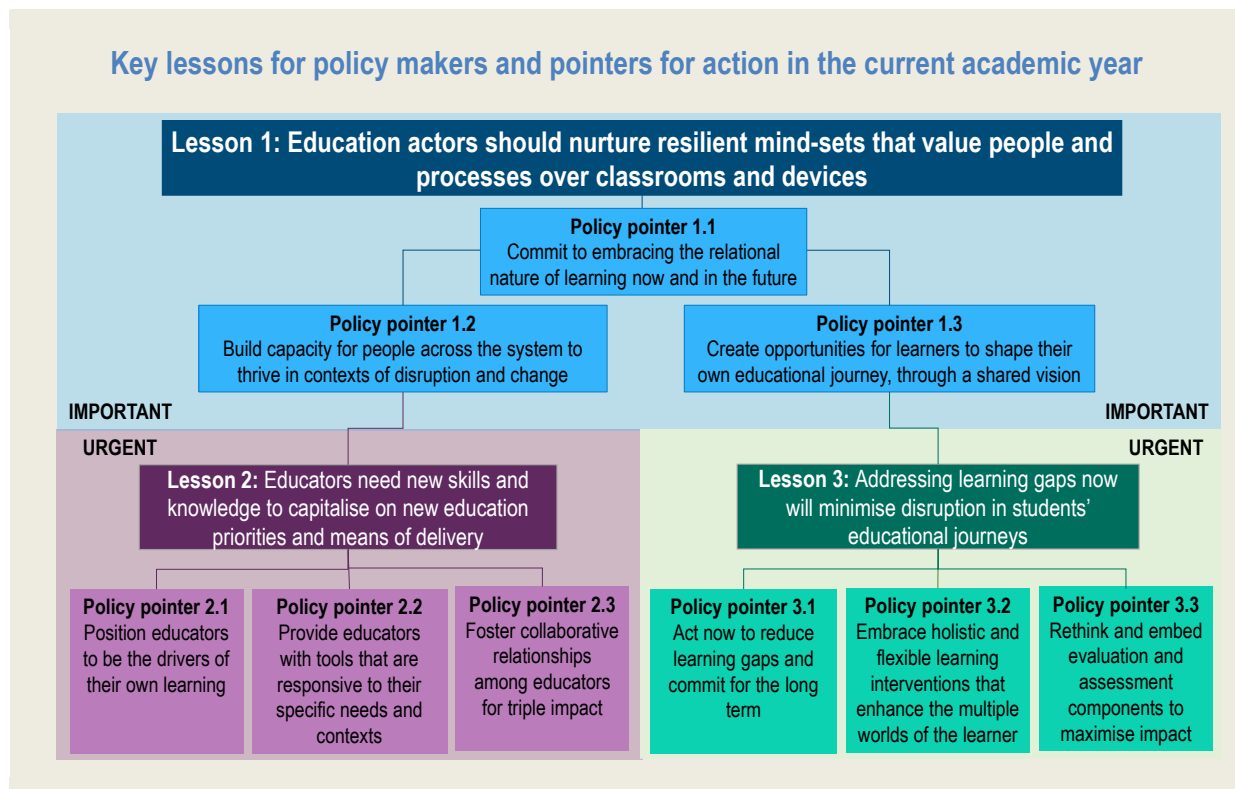 Key lessons for policy makers and pointers for action in the current academic year
Lesson 1: Education actors should nurture resilient mind-sets that value people and
processes over classrooms and devices
Policy pointer 1.1
Commit to embracing the relational
nature of learning now and in the future
Policy pointer 1.2
Build capacity for people across the system to
thrive in contexts of disruption and change
Policy pointer 1.3
Create opportunities for learners to shape their
own educational journey, through a shared vision
IMPORTANT
IMPORTANT
URGENT
URGENT
Lesson 2: Educators need new skills and
knowledge to capitalise on new education
priorities and means of delivery
Lesson 3: Addressing learning gaps now
will minimise disruption in students’
educational journeys
Policy pointer 2.1
Position educators
to be the drivers of
their own learning
Policy pointer 2.2
Provide educators
with tools that are
responsive to their
specific needs and
contexts
Policy pointer 2.3
Foster collaborative
relationships
among educators
for triple impact
Policy pointer 3.1
Act now to reduce
learning gaps and
commit for the long
term
Policy pointer 3.2
Embrace holistic and
flexible learning
interventions that
enhance the multiple
worlds of the learner
Policy pointer 3.3
Rethink and embed
evaluation and
assessment
components to
maximise impact